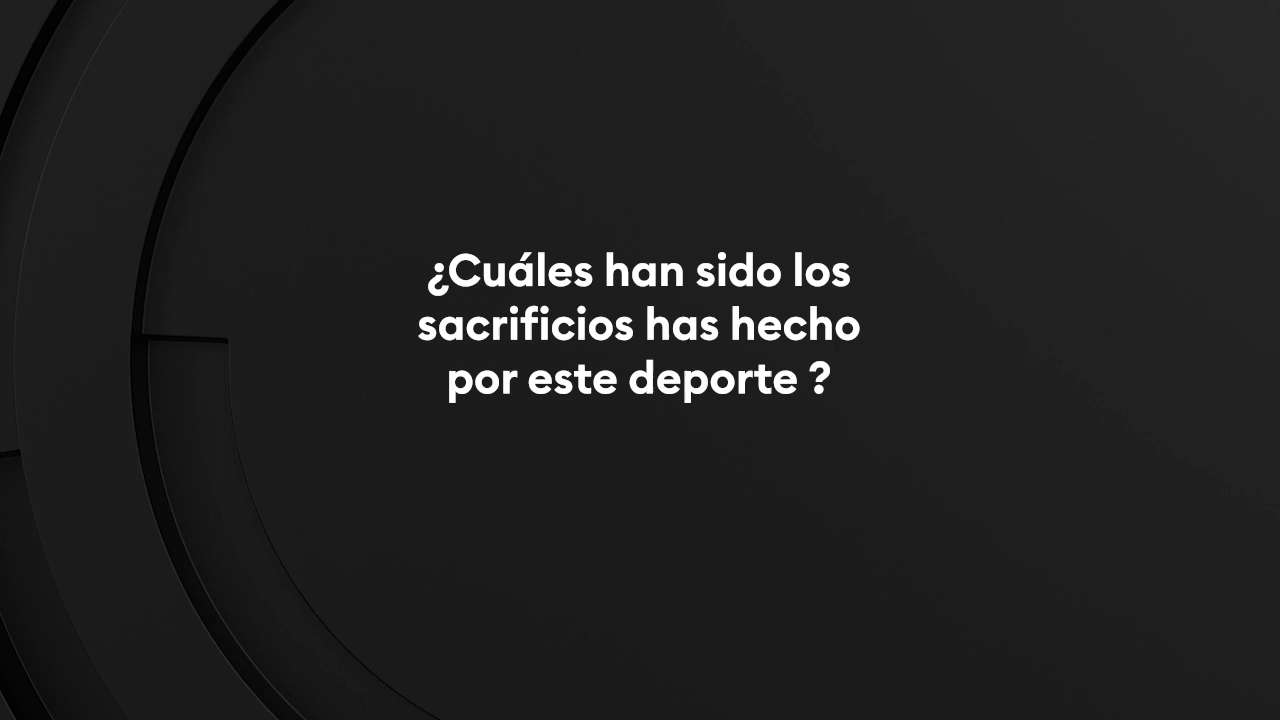 ¿Cuáles han sido los
sacrificios has hecho
por este deporte ?